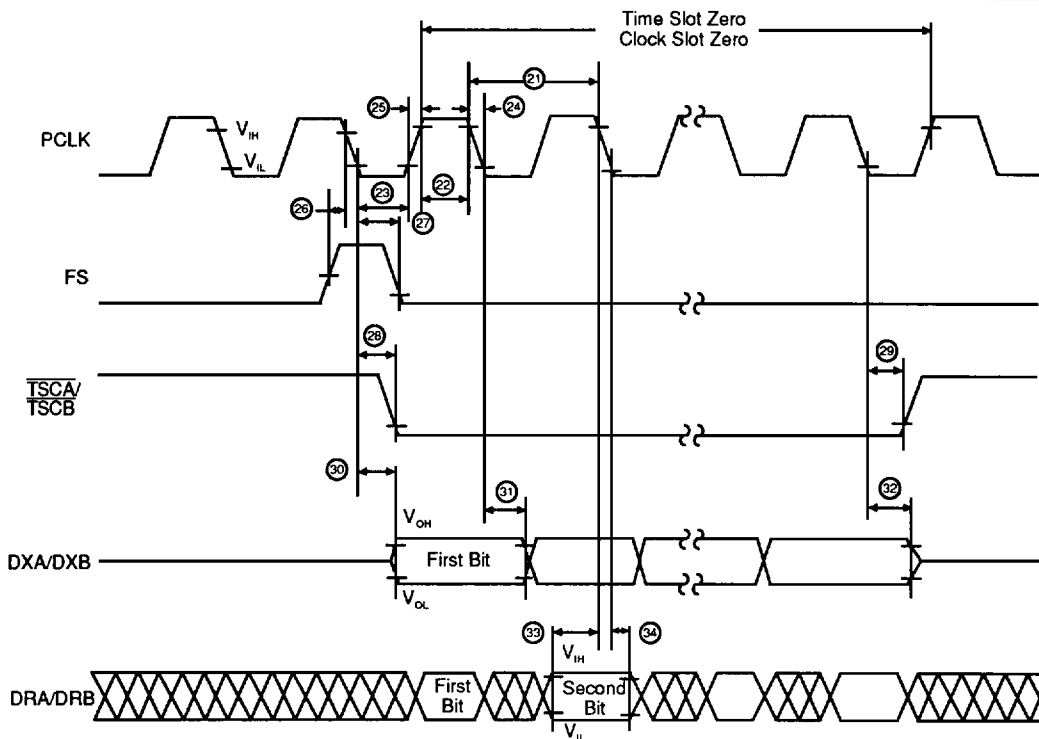 Time Slot Zero
Clock Slot Zero
21
25
24
PCLK
V_IH
V_IL
26
23
22
27
FS
28
29
TSCA/
TSCB
30
31
32
V_OH
DXA/DXB
First Bit
V_OL
33
34
V_IH
DRA/DRB
First
Bit
Second
Bit
V_IL